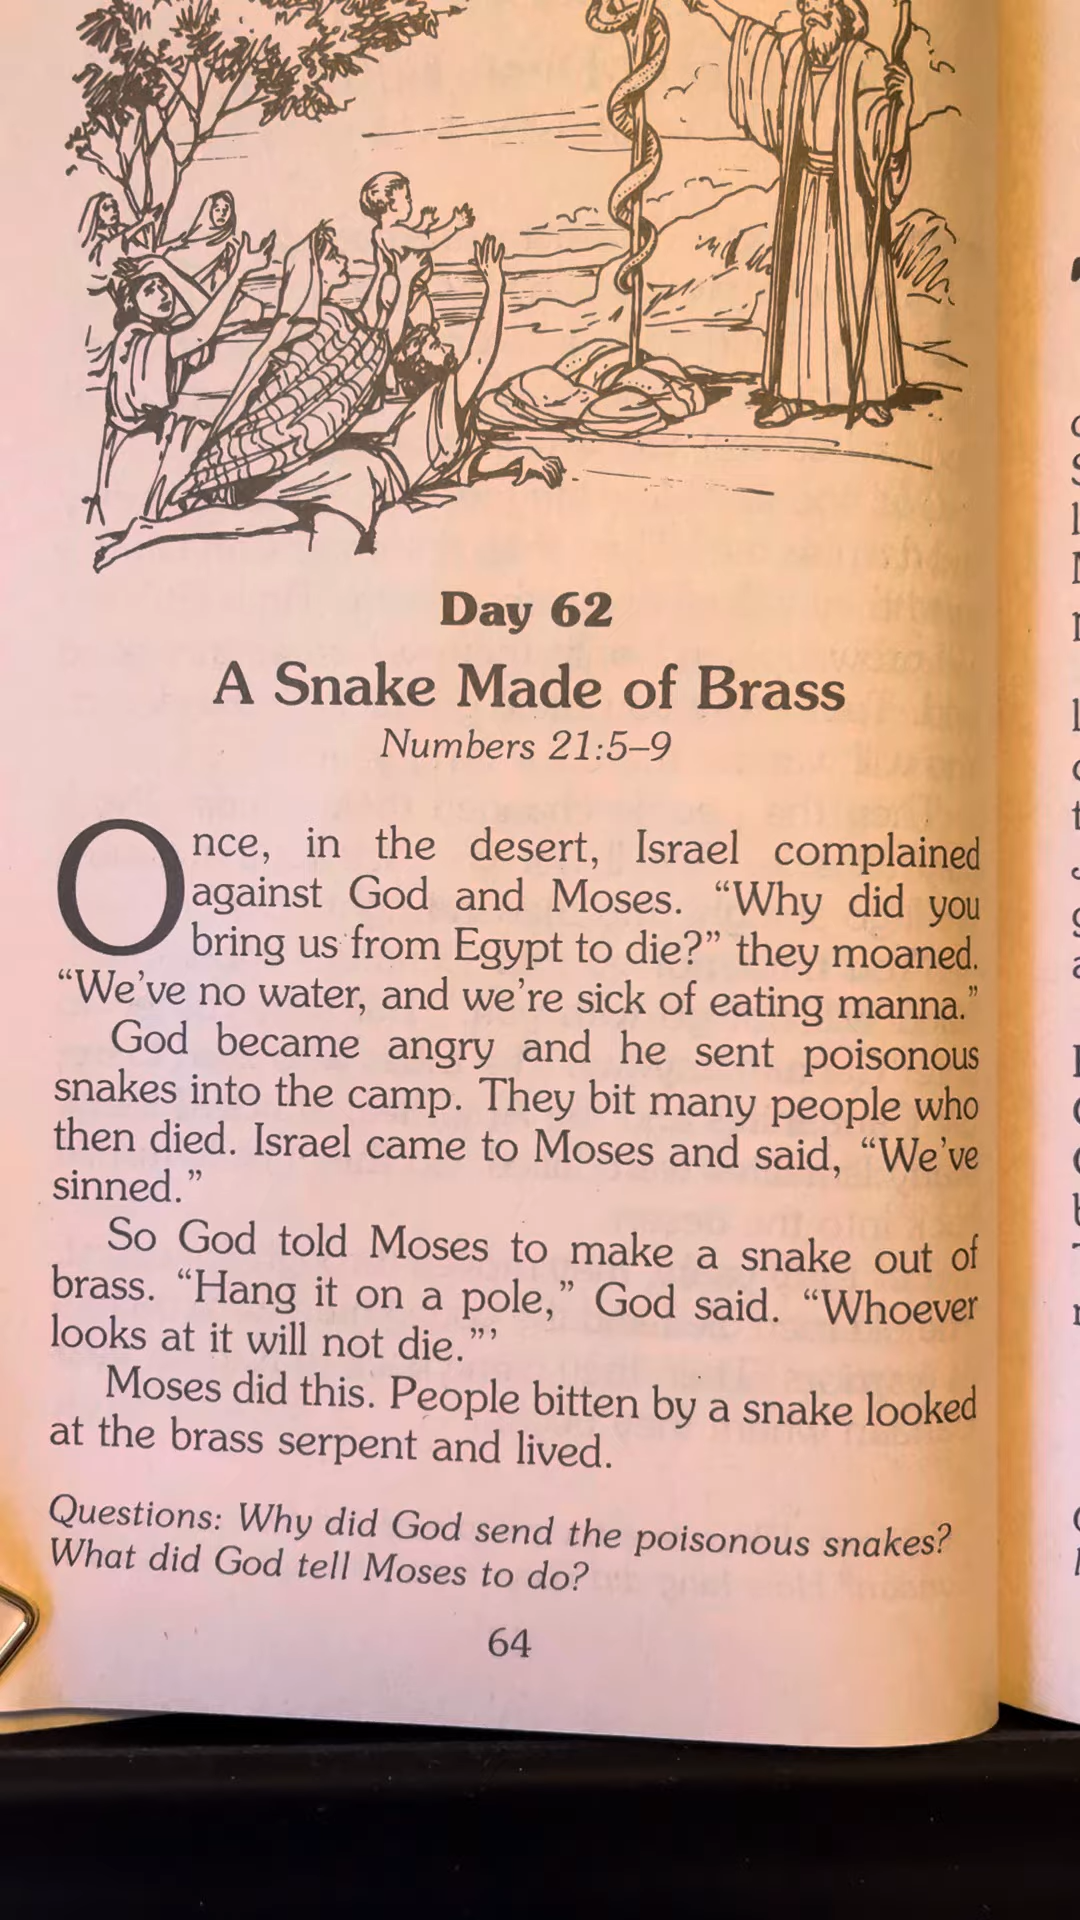 Day 62
A Snake Made of Brass
Numbers 21:5–9
Once, in the desert, Israel complained
against God and Moses. “Why did you
bring us from Egypt to die?” they moaned.
“We’ve no water, and we’re sick of eating manna.”
God became angry and he sent poisonous
snakes into the camp. They bit many people who
then died. Israel came to Moses and said, “We’ve
sinned.”
So God told Moses to make a snake out of
brass. “Hang it on a pole,” God said. “Whoever
looks at it will not die.”’
Moses did this. People bitten by a snake looked
at the brass serpent and lived.
Questions: Why did God send the poisonous snakes?
What did God tell Moses to do?
64